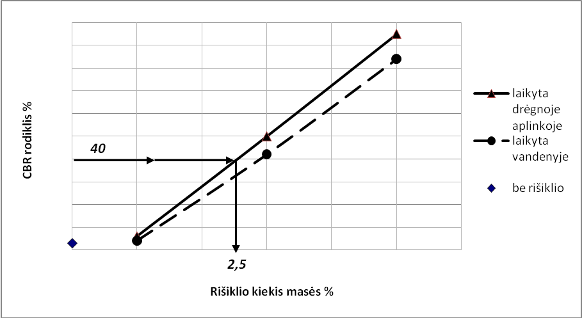 CBR rodiklis %
40
2,5
Rišiklio kiekis masės %
laikyta
drėgnoje
aplinkoje
laikyta
vandenyje
be rišiklio